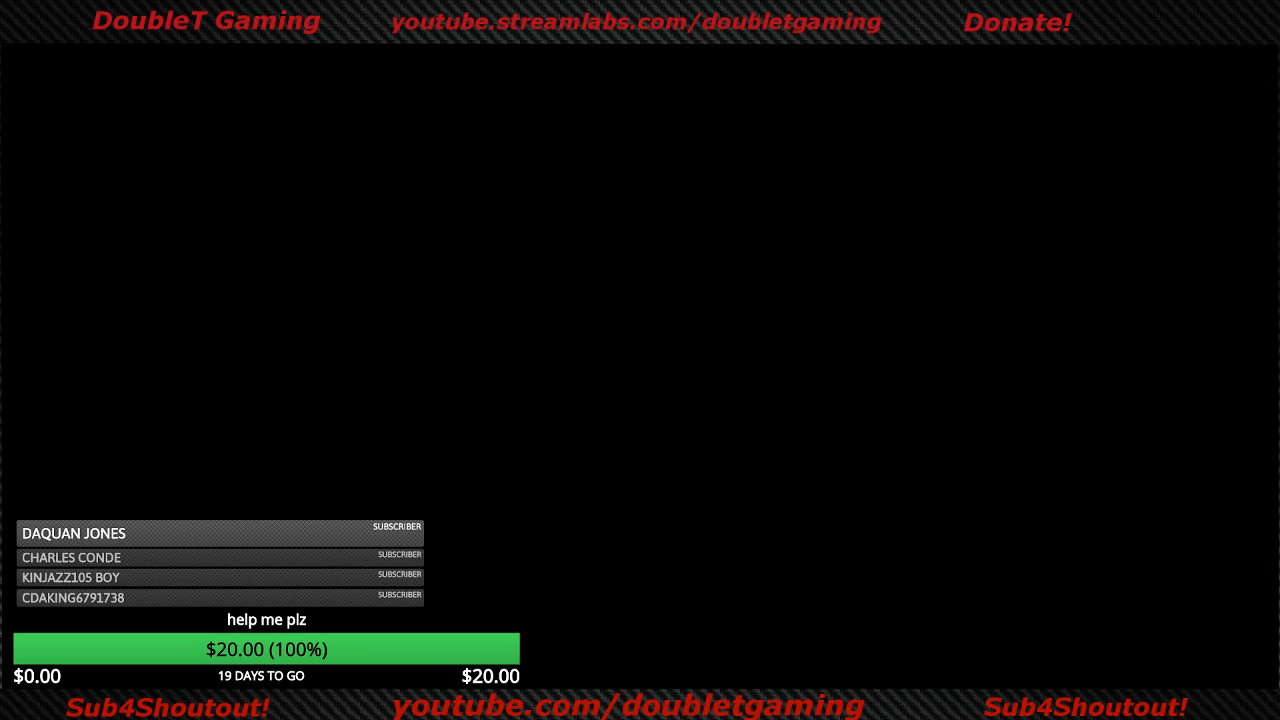 DoubleT Gaming youtube.streamlabs.com/doubletgaming Donate!
DAQUAN JONES SUBSCRIBER
CHARLES CONDE SUBSCRIBER
KINJAZZ105 BOY SUBSCRIBER
CDAKING6791738 SUBSCRIBER
help me plz
$20.00 (100%)
$0.00 19 DAYS TO GO $20.00
Sub4Shoutout! youtube.com/doubletgaming Sub4Shoutout!